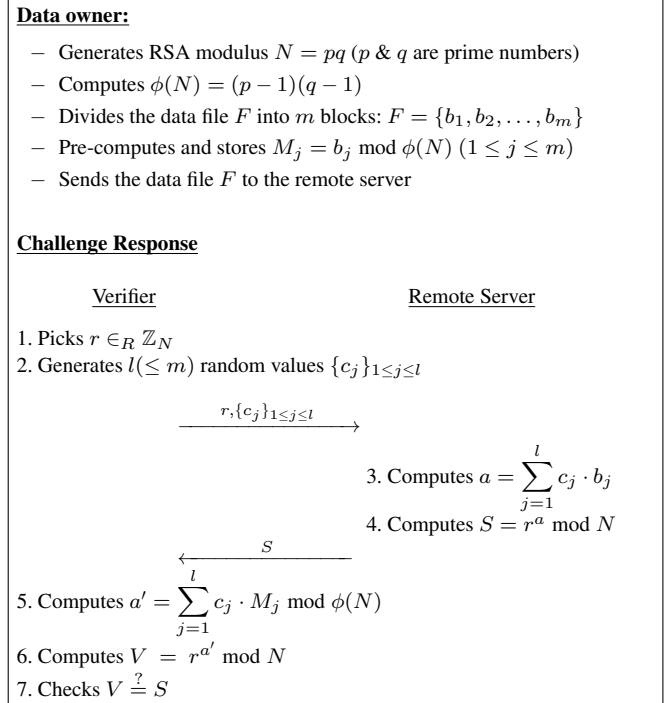 Data owner:
– Generates RSA modulus N = pq (p & q are prime numbers)
– Computes ϕ(N) = (p − 1)(q − 1)
– Divides the data file F into m blocks: F = {b₁, b₂, . . . , bₘ}
– Pre-computes and stores Mⱼ = bⱼ mod ϕ(N) (1 ≤ j ≤ m)
– Sends the data file F to the remote server
Challenge Response
Verifier Remote Server
1. Picks r ∈_R ℤ_N
2. Generates l(≤ m) random values {cⱼ}_{1≤j≤l}
r,{cⱼ}_{1≤j≤l}
3. Computes a = ∑_{j=1}^{l} cⱼ · bⱼ
4. Computes S = r^a mod N
S
5. Computes a′ = ∑_{j=1}^{l} cⱼ · Mⱼ mod ϕ(N)
6. Computes V = r^{a′} mod N
7. Checks V ≟ S